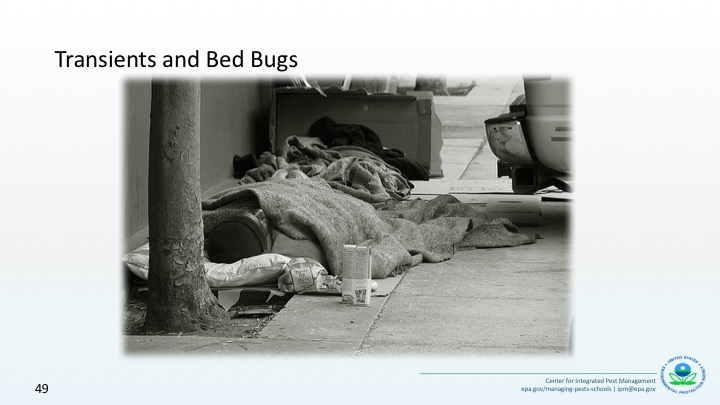 Transients and Bed Bugs
49
Center for Integrated Pest Management
epa.gov/managing-pests-schools | ipm@epa.gov